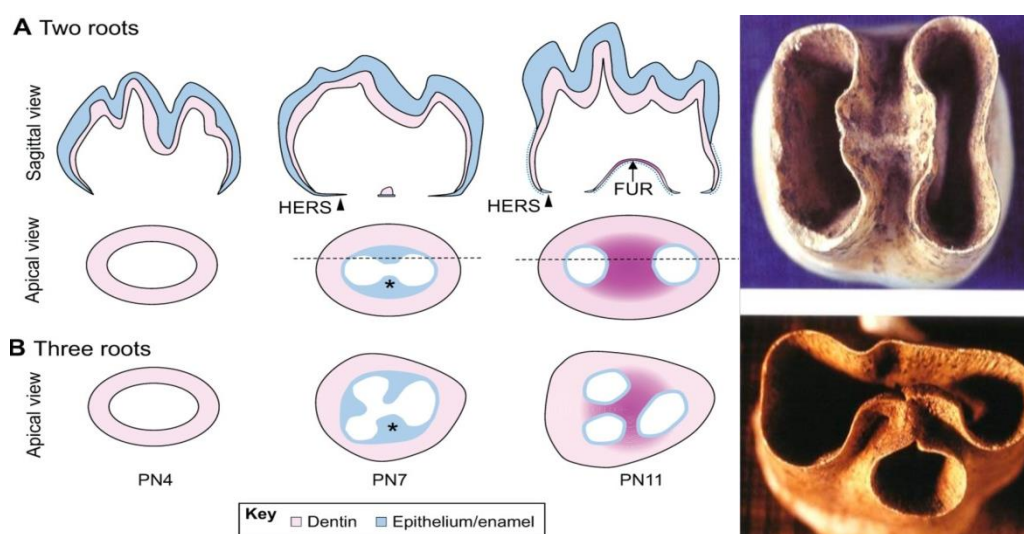 A Two roots
Sagittal view
HERS
HERS
FUR
Apical view
*
B Three roots
Apical view
*
PN4
PN7
PN11
Key Dentin Epithelium/enamel